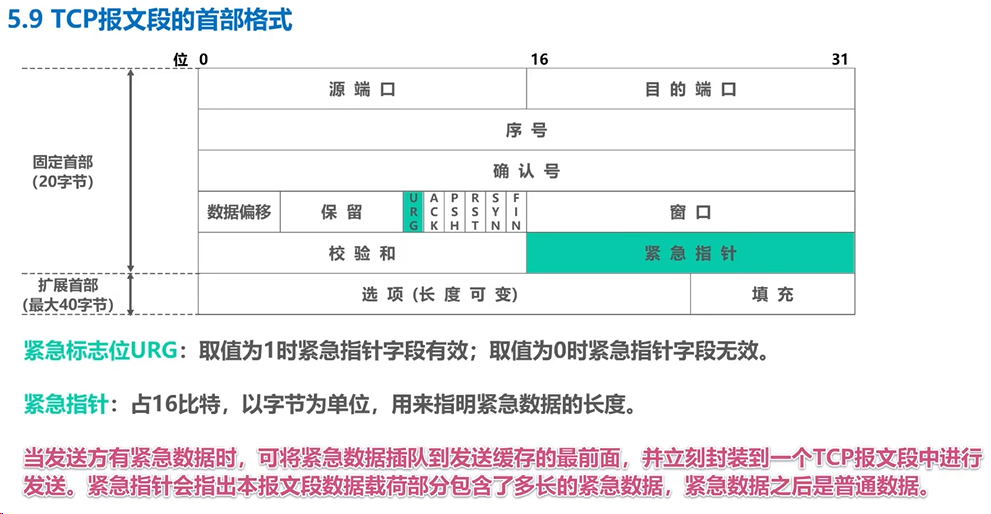 5.9 TCP报文段的首部格式
位 0 16 31
源端口 目的端口
序号
确认号
固定首部
(20字节)
数据偏移 保留 URG ACK PSH RST SYN FIN 窗口
校验和 紧急指针
扩展首部
(最大40字节)
选项(长度可变) 填充
紧急标志位URG：取值为1时紧急指针字段有效；取值为0时紧急指针字段无效。
紧急指针：占16比特，以字节为单位，用来指明紧急数据的长度。
当发送方有紧急数据时，可将紧急数据插队到发送缓存的最前面，并立刻封装到一个TCP报文段中进行
发送。紧急指针会指出本报文段数据载荷部分包含了多长的紧急数据，紧急数据之后是普通数据。